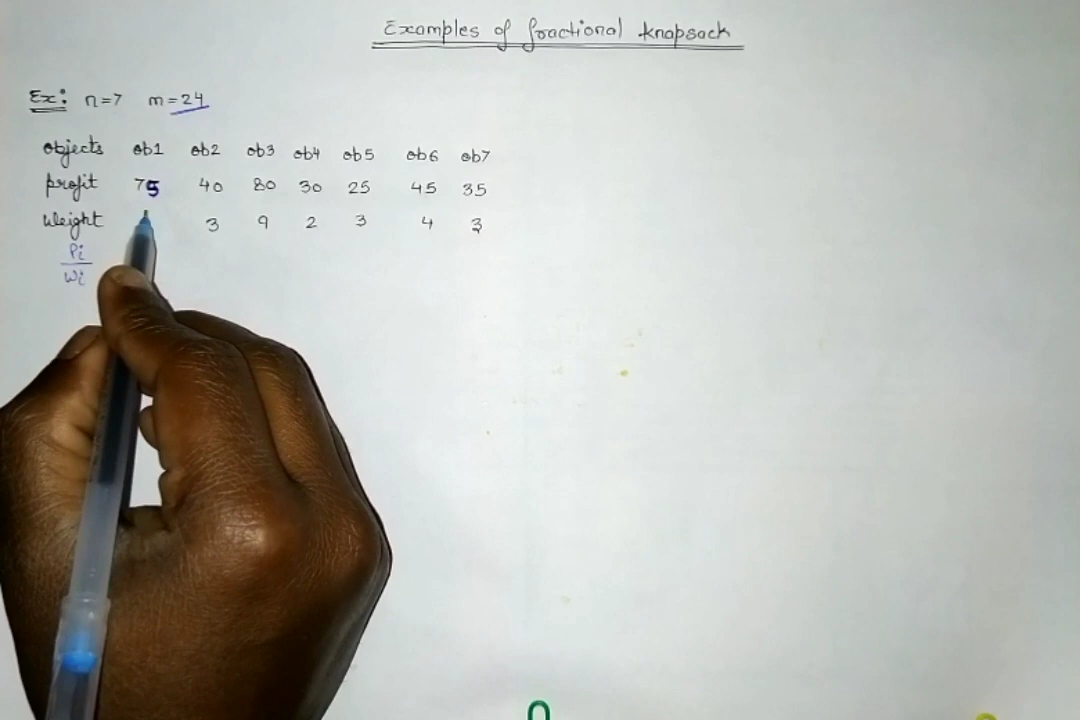 Examples of fractional knapsack
Ex: n=7 m=24
objects ob1 ob2 ob3 ob4 ob5 ob6 ob7
profit 75 40 80 30 25 45 35
Weight 3 9 2 3 4 3
Pi
Wi